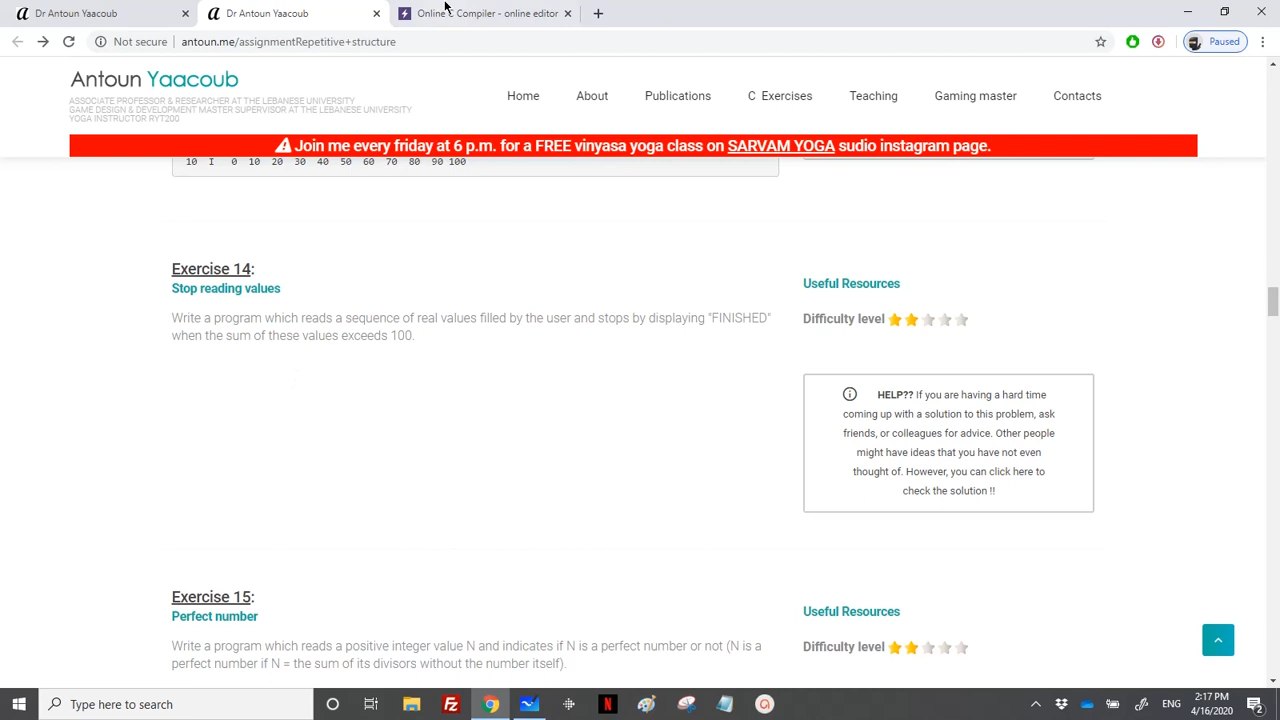 Dr Antoun Yaacoub
Dr Antoun Yaacoub
Online C Compiler - online editor
Not secure
antoun.me/assignmentRepetitive+structure
Paused
Antoun Yaacoub
ASSOCIATE PROFESSOR & RESEARCHER AT THE LEBANESE UNIVERSITY
GAME DESIGN & DEVELOPMENT MASTER SUPERVISOR AT THE LEBANESE UNIVERSITY
YOGA INSTRUCTOR RYT200
Home
About
Publications
C Exercises
Teaching
Gaming master
Contacts
Join me every friday at 6 p.m. for a FREE vinyasa yoga class on SARVAM YOGA sudio instagram page.
10 I 0 10 20 30 40 50 60 70 80 90 100
Exercise 14:
Stop reading values
Write a program which reads a sequence of real values filled by the user and stops by displaying "FINISHED"
when the sum of these values exceeds 100.
Useful Resources
Difficulty level
HELP?? If you are having a hard time
coming up with a solution to this problem, ask
friends, or colleagues for advice. Other people
might have ideas that you have not even
thought of. However, you can click here to
check the solution !!
Exercise 15:
Perfect number
Write a program which reads a positive integer value N and indicates if N is a perfect number or not (N is a
perfect number if N = the sum of its divisors without the number itself).
Useful Resources
Difficulty level
Type here to search
ENG
2:17 PM
4/16/2020